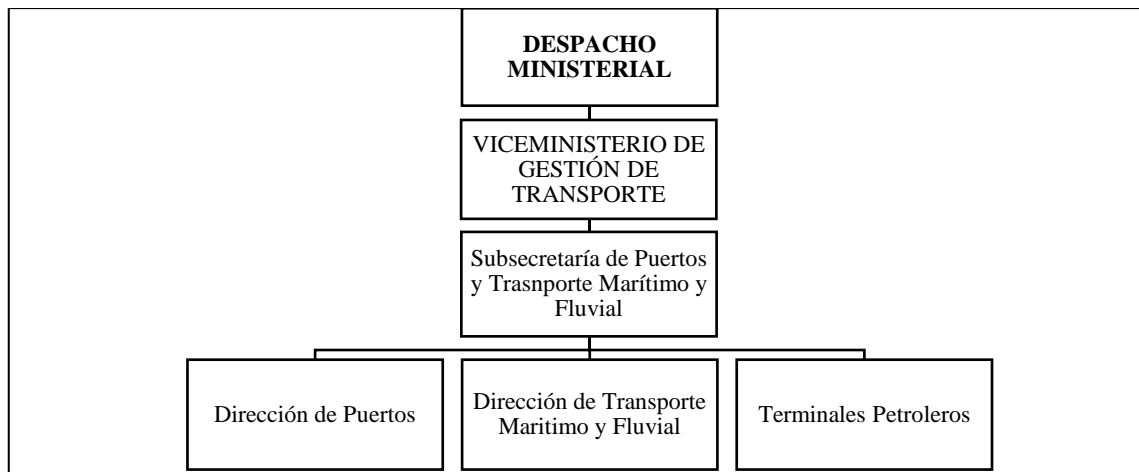 DESPACHO
MINISTERIAL
VICEMINISTERIO DE
GESTIÓN DE
TRANSPORTE
Subsecretaría de Puertos
y Trasnporte Marítimo y
Fluvial
Dirección de Puertos
Dirección de Transporte
Maritimo y Fluvial
Terminales Petroleros